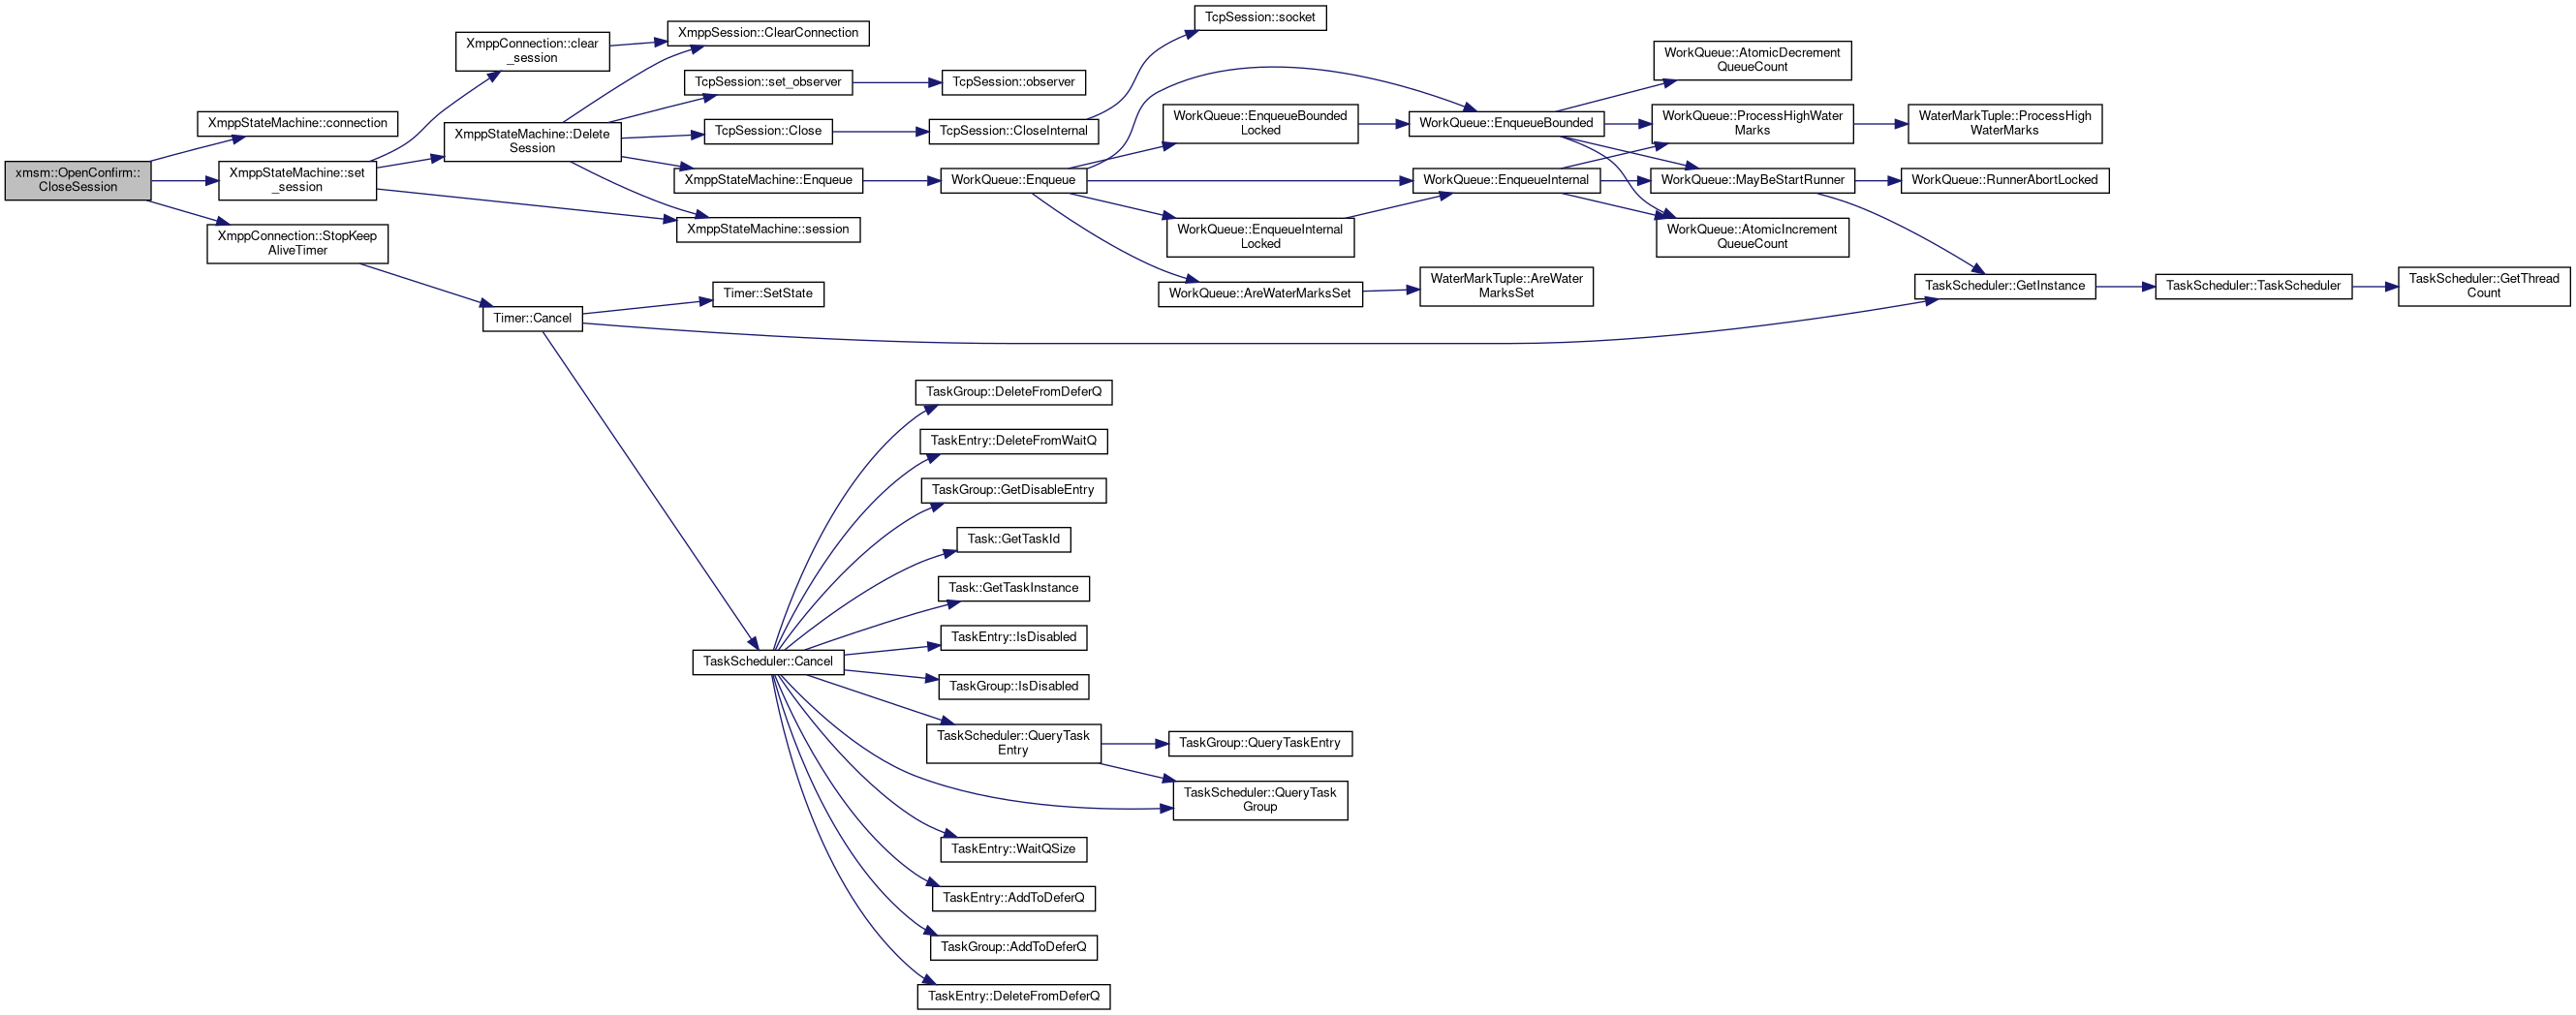 xmsm::OpenConfirm::
CloseSession
XmppStateMachine::connection
XmppStateMachine::set
_session
XmppConnection::StopKeep
AliveTimer
XmppConnection::clear
_session
XmppStateMachine::Delete
Session
XmppSession::ClearConnection
TcpSession::set_observer
TcpSession::Close
XmppStateMachine::Enqueue
XmppStateMachine::session
TcpSession::observer
TcpSession::CloseInternal
TcpSession::socket
WorkQueue::Enqueue
WorkQueue::EnqueueBounded
Locked
WorkQueue::EnqueueInternal
Locked
WorkQueue::AreWaterMarksSet
WorkQueue::EnqueueBounded
WorkQueue::EnqueueInternal
WaterMarkTuple::AreWater
MarksSet
WorkQueue::AtomicDecrement
QueueCount
WorkQueue::ProcessHighWater
Marks
WorkQueue::MayBeStartRunner
WorkQueue::AtomicIncrement
QueueCount
WaterMarkTuple::ProcessHigh
WaterMarks
WorkQueue::RunnerAbortLocked
TaskScheduler::GetInstance
TaskScheduler::TaskScheduler
TaskScheduler::GetThread
Count
Timer::Cancel
Timer::SetState
TaskScheduler::Cancel
TaskGroup::DeleteFromDeferQ
TaskEntry::DeleteFromWaitQ
TaskGroup::GetDisableEntry
Task::GetTaskId
Task::GetTaskInstance
TaskEntry::IsDisabled
TaskGroup::IsDisabled
TaskScheduler::QueryTask
Entry
TaskGroup::QueryTaskEntry
TaskScheduler::QueryTask
Group
TaskEntry::WaitQSize
TaskEntry::AddToDeferQ
TaskGroup::AddToDeferQ
TaskEntry::DeleteFromDeferQ